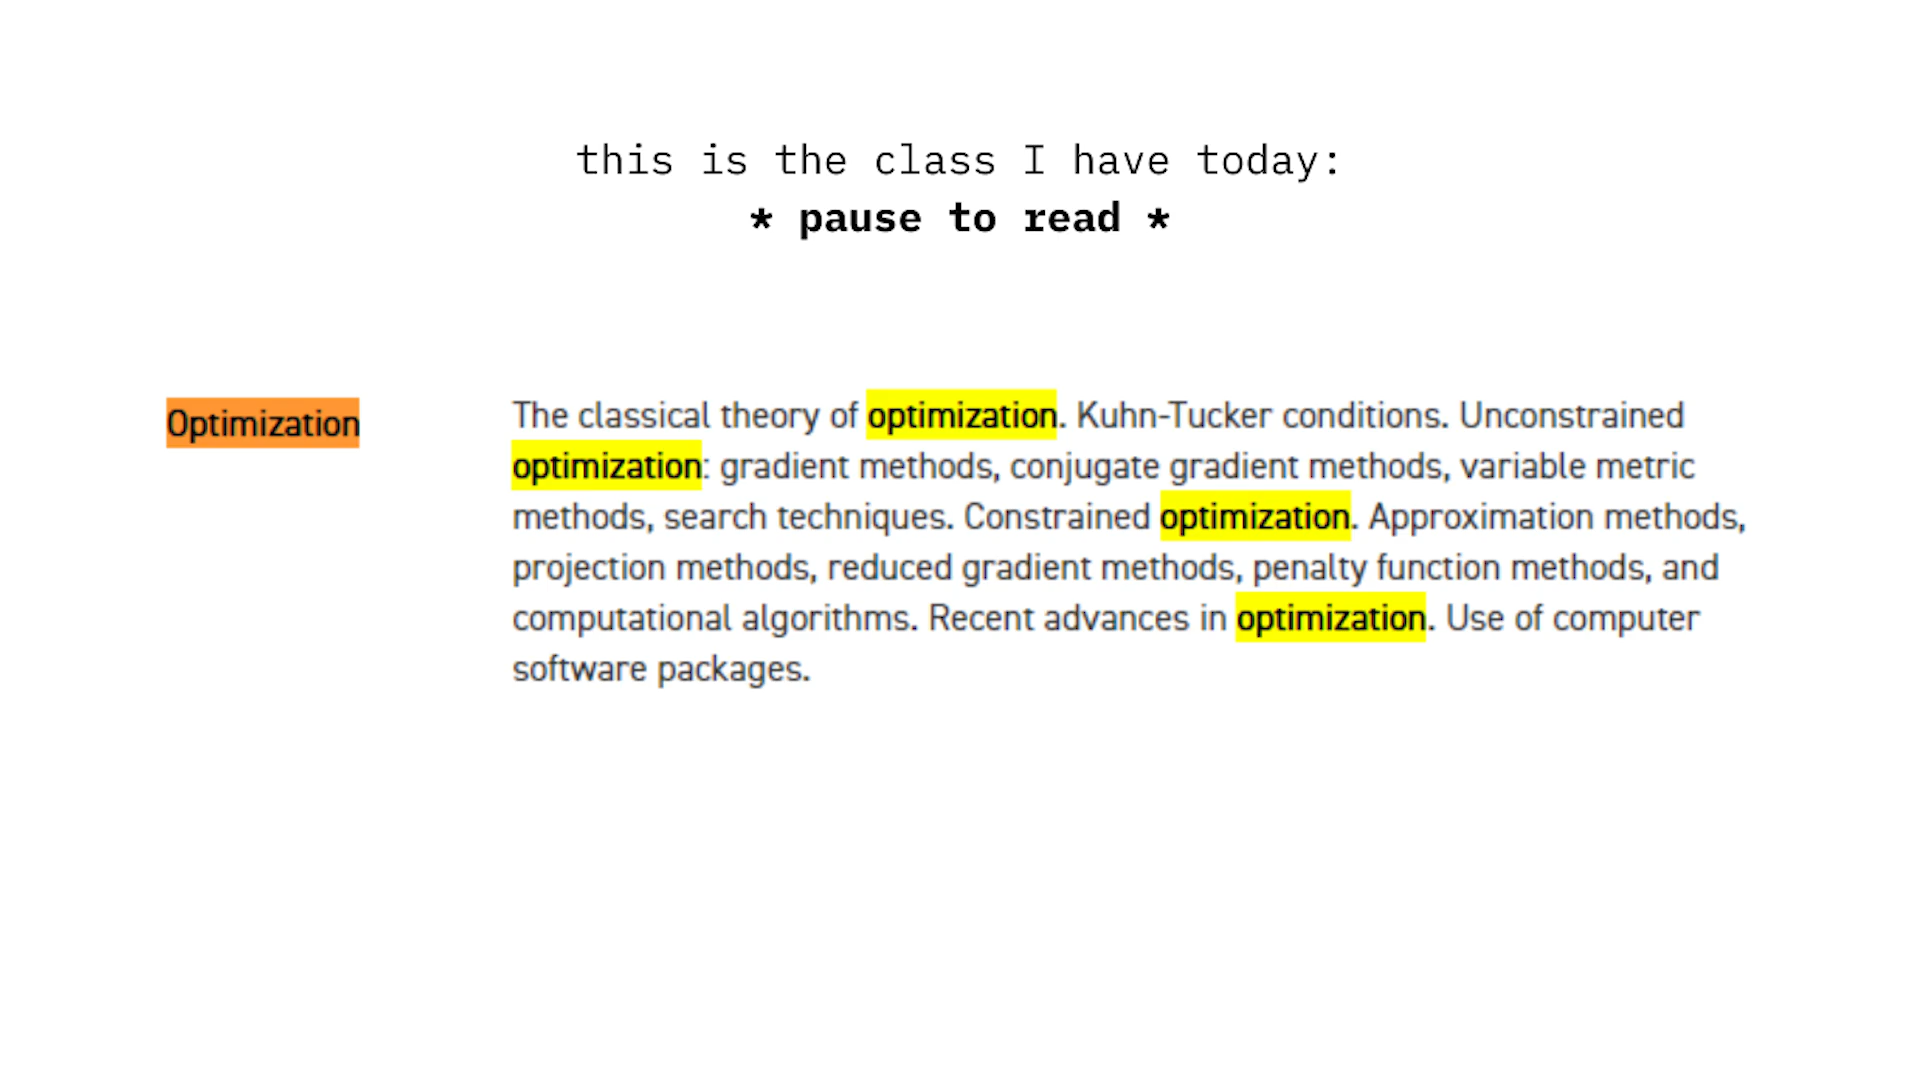 this is the class I have today:
* pause to read *
Optimization
The classical theory of optimization. Kuhn-Tucker conditions. Unconstrained
optimization: gradient methods, conjugate gradient methods, variable metric
methods, search techniques. Constrained optimization. Approximation methods,
projection methods, reduced gradient methods, penalty function methods, and
computational algorithms. Recent advances in optimization. Use of computer
software packages.